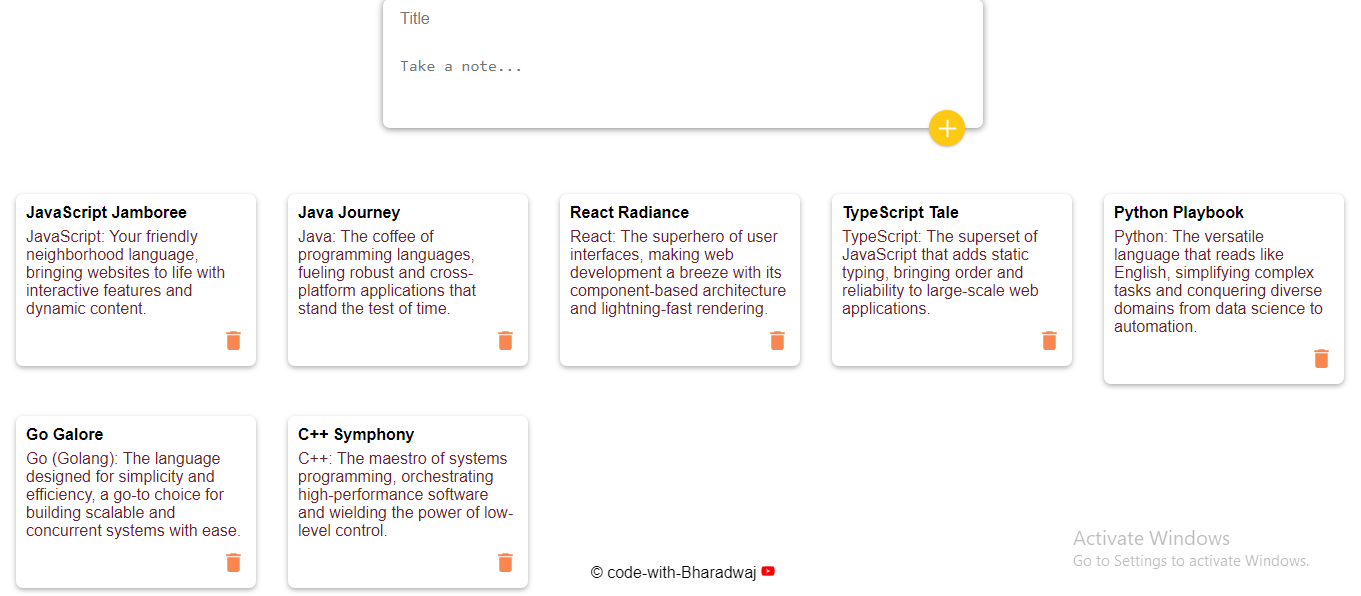 Title
Take a note...
JavaScript Jamboree
JavaScript: Your friendly
neighborhood language,
bringing websites to life with
interactive features and
dynamic content.
Java Journey
Java: The coffee of
programming languages,
fueling robust and cross-
platform applications that
stand the test of time.
React Radiance
React: The superhero of user
interfaces, making web
development a breeze with its
component-based architecture
and lightning-fast rendering.
TypeScript Tale
TypeScript: The superset of
JavaScript that adds static
typing, bringing order and
reliability to large-scale web
applications.
Python Playbook
Python: The versatile
language that reads like
English, simplifying complex
tasks and conquering diverse
domains from data science to
automation.
Go Galore
Go (Golang): The language
designed for simplicity and
efficiency, a go-to choice for
building scalable and
concurrent systems with ease.
C++ Symphony
C++: The maestro of systems
programming, orchestrating
high-performance software
and wielding the power of low-
level control.
Activate Windows
Go to Settings to activate Windows.
© code-with-Bharadwaj